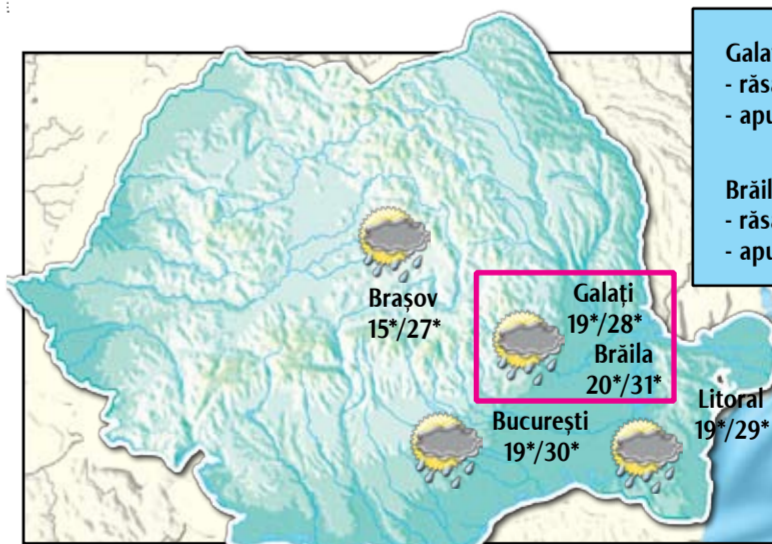 Brașov
15*/27*
Galați
19*/28*
Brăila
20*/31*
București
19*/30*
Litoral
19*/29*